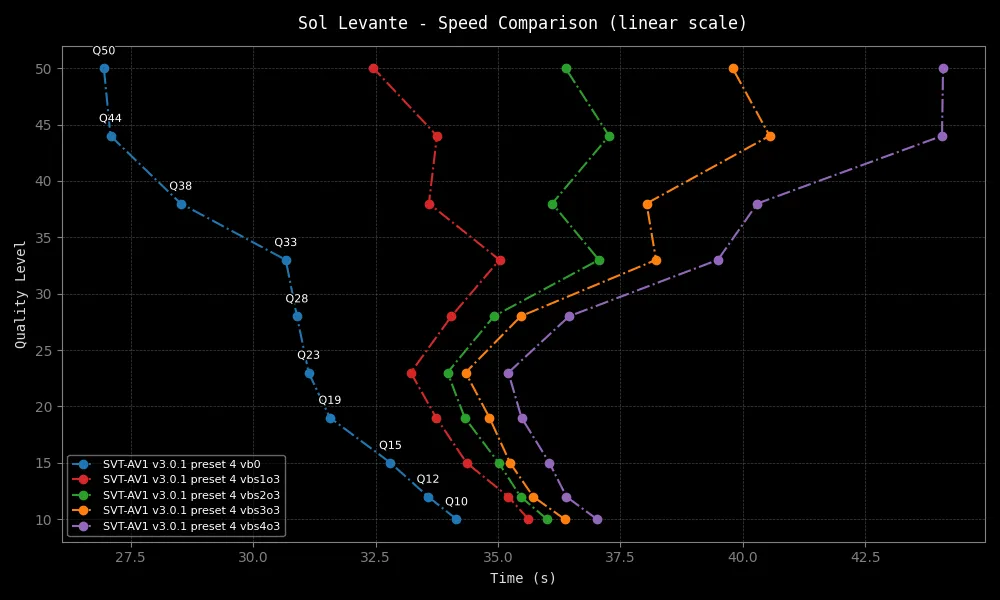 Sol Levante - Speed Comparison (linear scale)
Q50
50
45
Q44
40
Q38
35
Q33
30
Q28
25
Q23
20
Q19
15
Q15
Q12
Q10
10
Quality Level
SVT-AV1 v3.0.1 preset 4 vb0
SVT-AV1 v3.0.1 preset 4 vbs1o3
SVT-AV1 v3.0.1 preset 4 vbs2o3
SVT-AV1 v3.0.1 preset 4 vbs3o3
SVT-AV1 v3.0.1 preset 4 vbs4o3
27.5 30.0 32.5 35.0 37.5 40.0 42.5
Time (s)